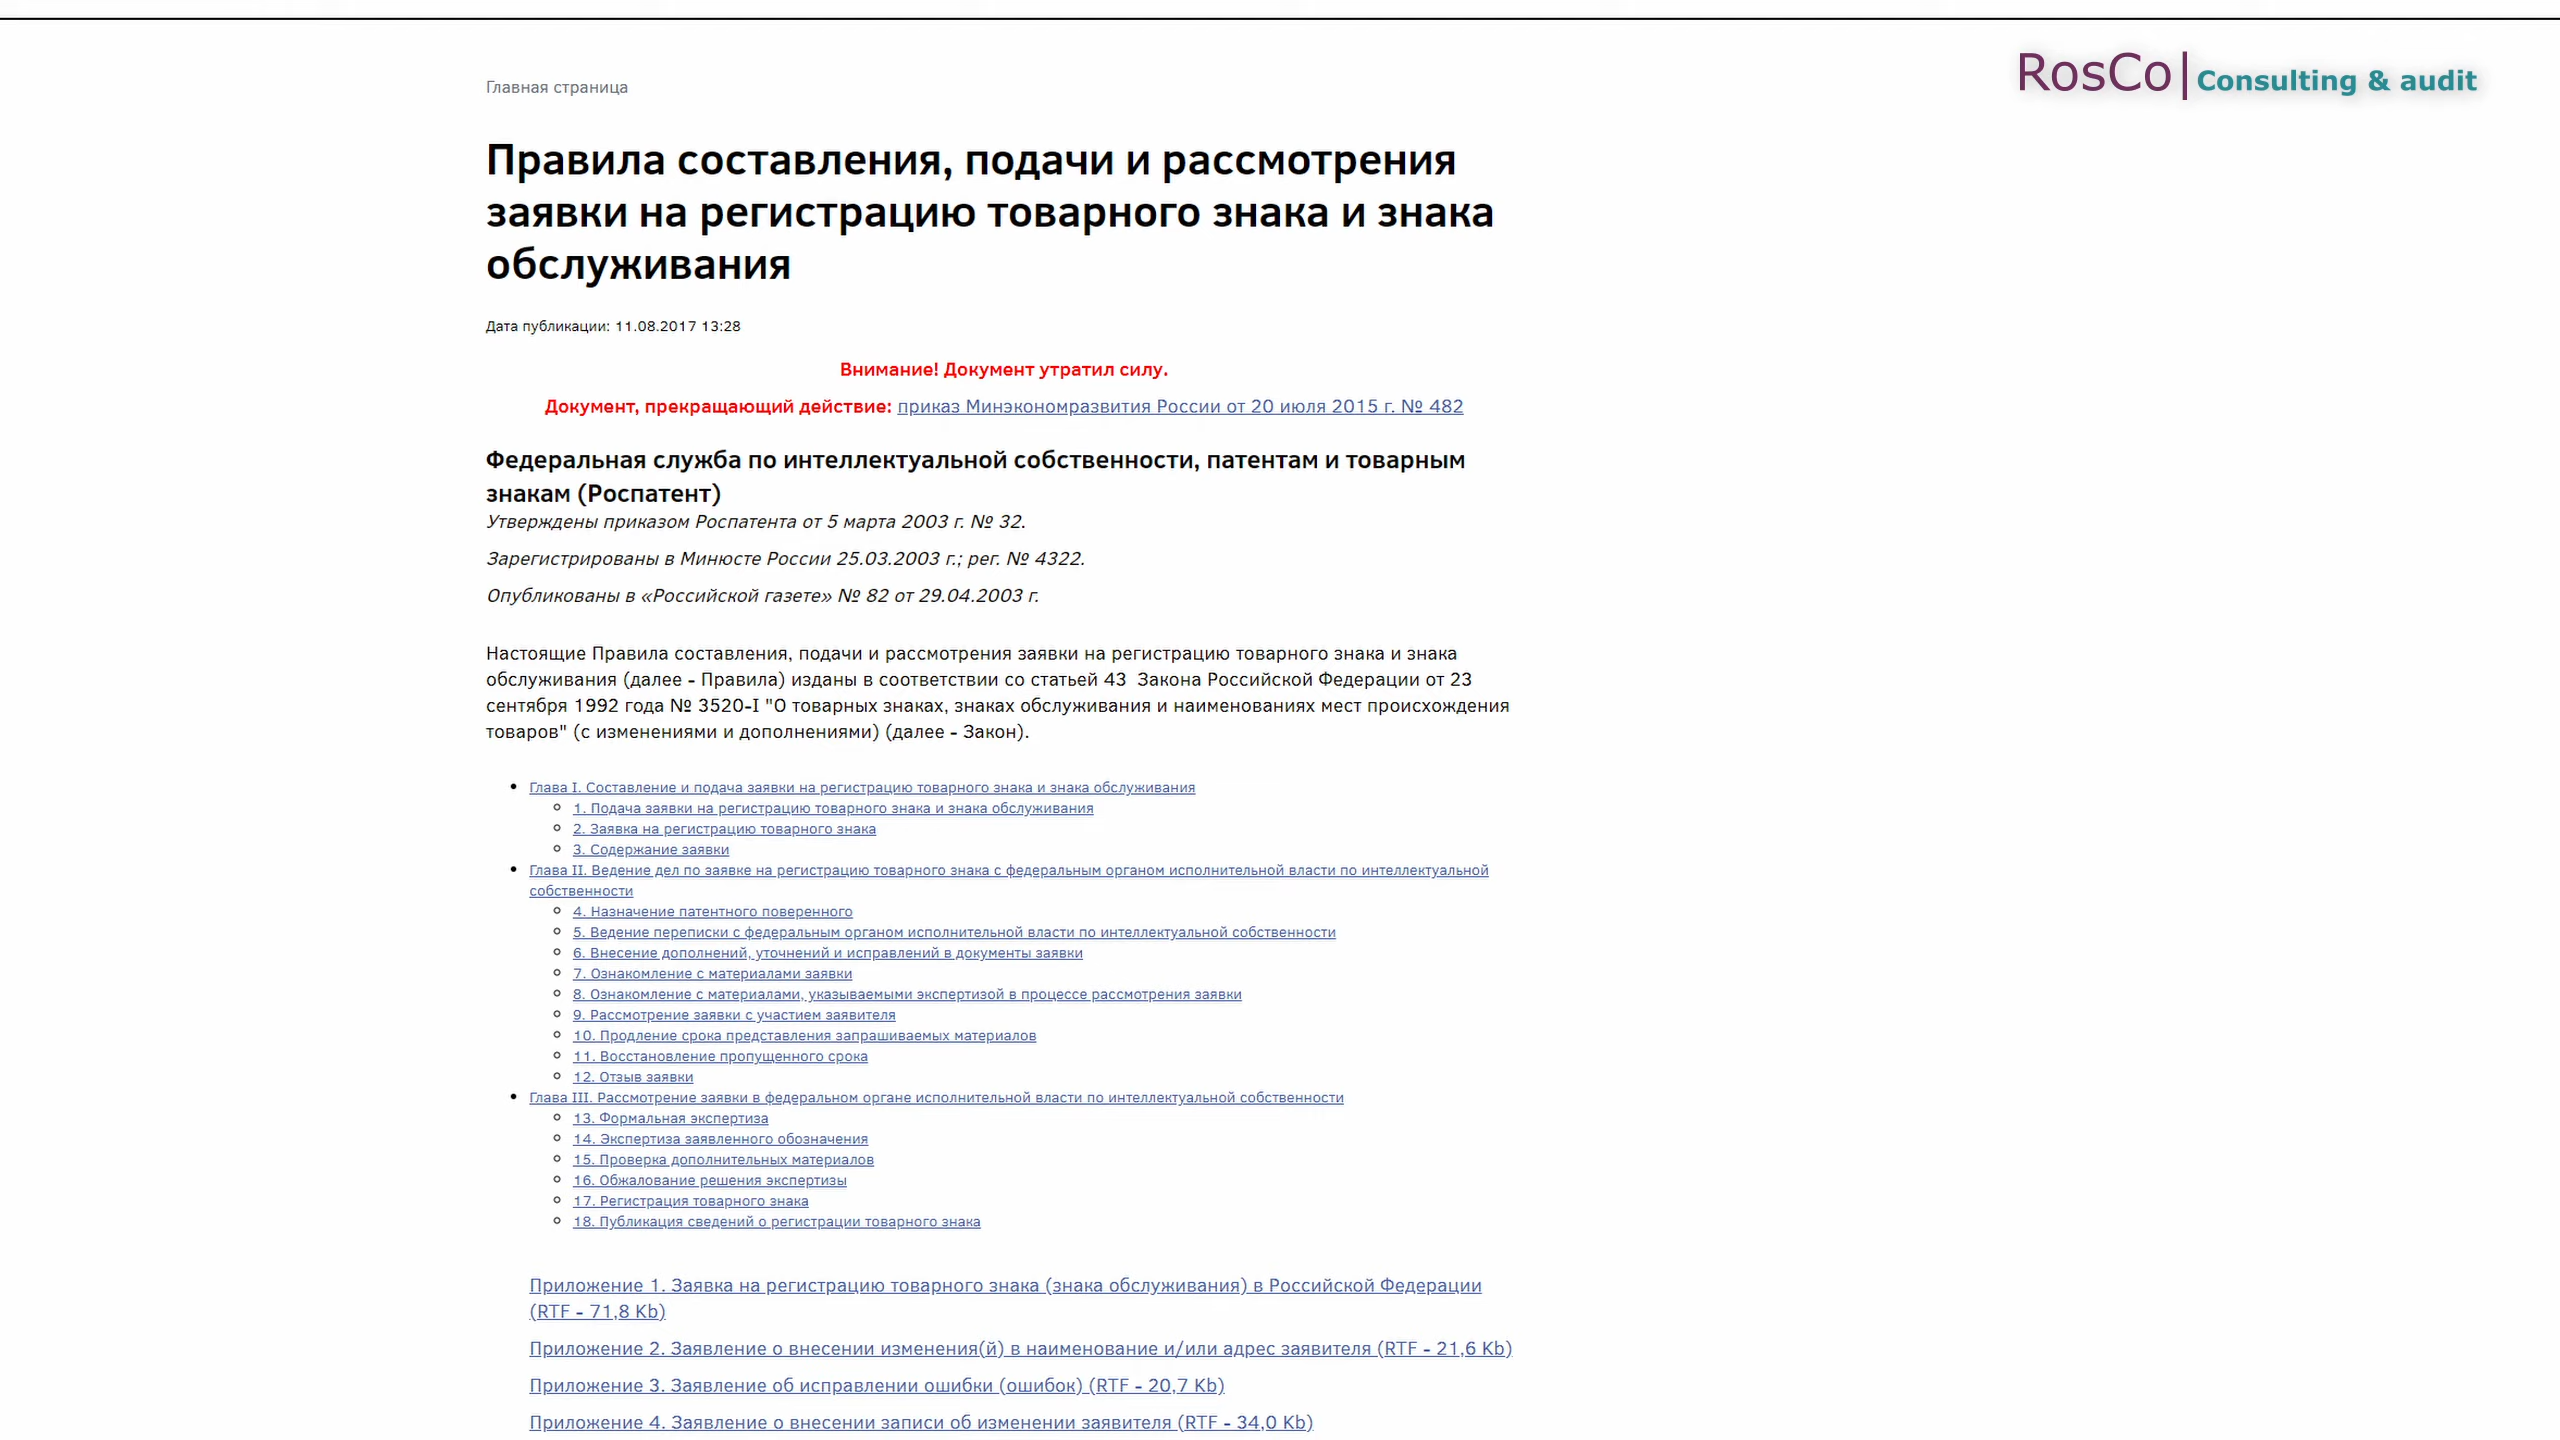 RosCo|Consulting & audit
Главная страница
Правила составления, подачи и рассмотрения
заявки на регистрацию товарного знака и знака
обслуживания
Дата публикации: 11.08.2017 13:28
Внимание! Документ утратил силу.
Документ, прекращающий действие: приказ Минэкономразвития России от 20 июля 2015 г. № 482
Федеральная служба по интеллектуальной собственности, патентам и товарным
знакам (Роспатент)
Утверждены приказом Роспатента от 5 марта 2003 г. № 32.
Зарегистрированы в Минюсте России 25.03.2003 г.; рег. № 4322.
Опубликованы в «Российской газете» № 82 от 29.04.2003 г.
Настоящие Правила составления, подачи и рассмотрения заявки на регистрацию товарного знака и знака
обслуживания (далее - Правила) изданы в соответствии со статьей 43 Закона Российской Федерации от 23
сентября 1992 года № 3520-I "О товарных знаках, знаках обслуживания и наименованиях мест происхождения
товаров" (с изменениями и дополнениями) (далее - Закон).
Глава I. Составление и подача заявки на регистрацию товарного знака и знака обслуживания
1. Подача заявки на регистрацию товарного знака и знака обслуживания
2. Заявка на регистрацию товарного знака
3. Содержание заявки
Глава II. Ведение дел по заявке на регистрацию товарного знака с федеральным органом исполнительной власти по интеллектуальной
собственности
4. Назначение патентного поверенного
5. Ведение переписки с федеральным органом исполнительной власти по интеллектуальной собственности
6. Внесение дополнений, уточнений и исправлений в документы заявки
7. Ознакомление с материалами заявки
8. Ознакомление с материалами, указываемыми экспертизой в процессе рассмотрения заявки
9. Рассмотрение заявки с участием заявителя
10. Продление срока представления запрашиваемых материалов
11. Восстановление пропущенного срока
12. Отзыв заявки
Глава III. Рассмотрение заявки в федеральном органе исполнительной власти по интеллектуальной собственности
13. Формальная экспертиза
14. Экспертиза заявленного обозначения
15. Проверка дополнительных материалов
16. Обжалование решения экспертизы
17. Регистрация товарного знака
18. Публикация сведений о регистрации товарного знака
Приложение 1. Заявка на регистрацию товарного знака (знака обслуживания) в Российской Федерации
(RTF - 71,8 Kb)
Приложение 2. Заявление о внесении изменения(й) в наименование и/или адрес заявителя (RTF - 21,6 Kb)
Приложение 3. Заявление об исправлении ошибки (ошибок) (RTF - 20,7 Kb)
Приложение 4. Заявление о внесении записи об изменении заявителя (RTF - 34,0 Kb)